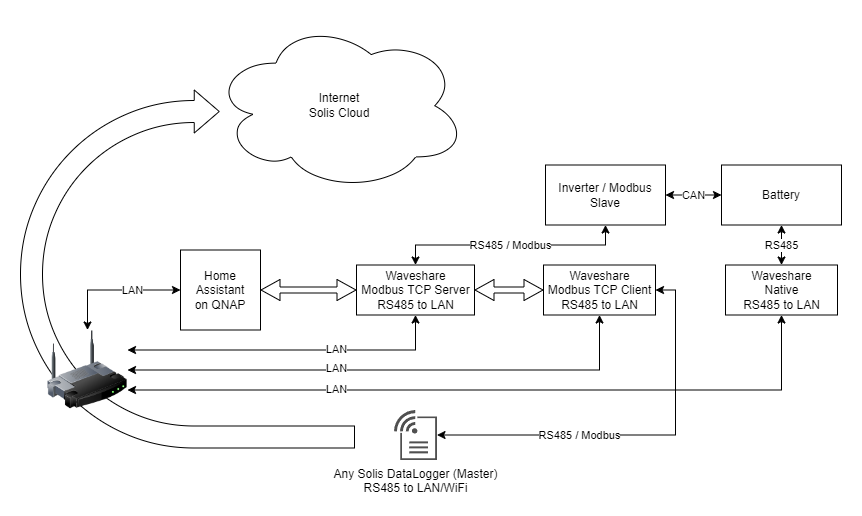 Internet
Solis Cloud
Inverter / Modbus
Slave
CAN
Battery
RS485 / Modbus
RS485
Home
Assistant
on QNAP
Waveshare
Modbus TCP Server
RS485 to LAN
Waveshare
Modbus TCP Client
RS485 to LAN
Waveshare
Native
RS485 to LAN
LAN
LAN
LAN
LAN
RS485 / Modbus
Any Solis DataLogger (Master)
RS485 to LAN/WiFi